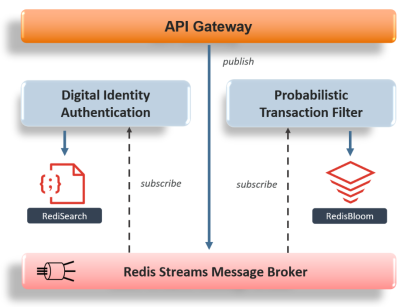 API Gateway
publish
Digital Identity
Authentication
Probabilistic
Transaction Filter
{;}
subscribe
subscribe
RediSearch
RedisBloom
Redis Streams Message Broker